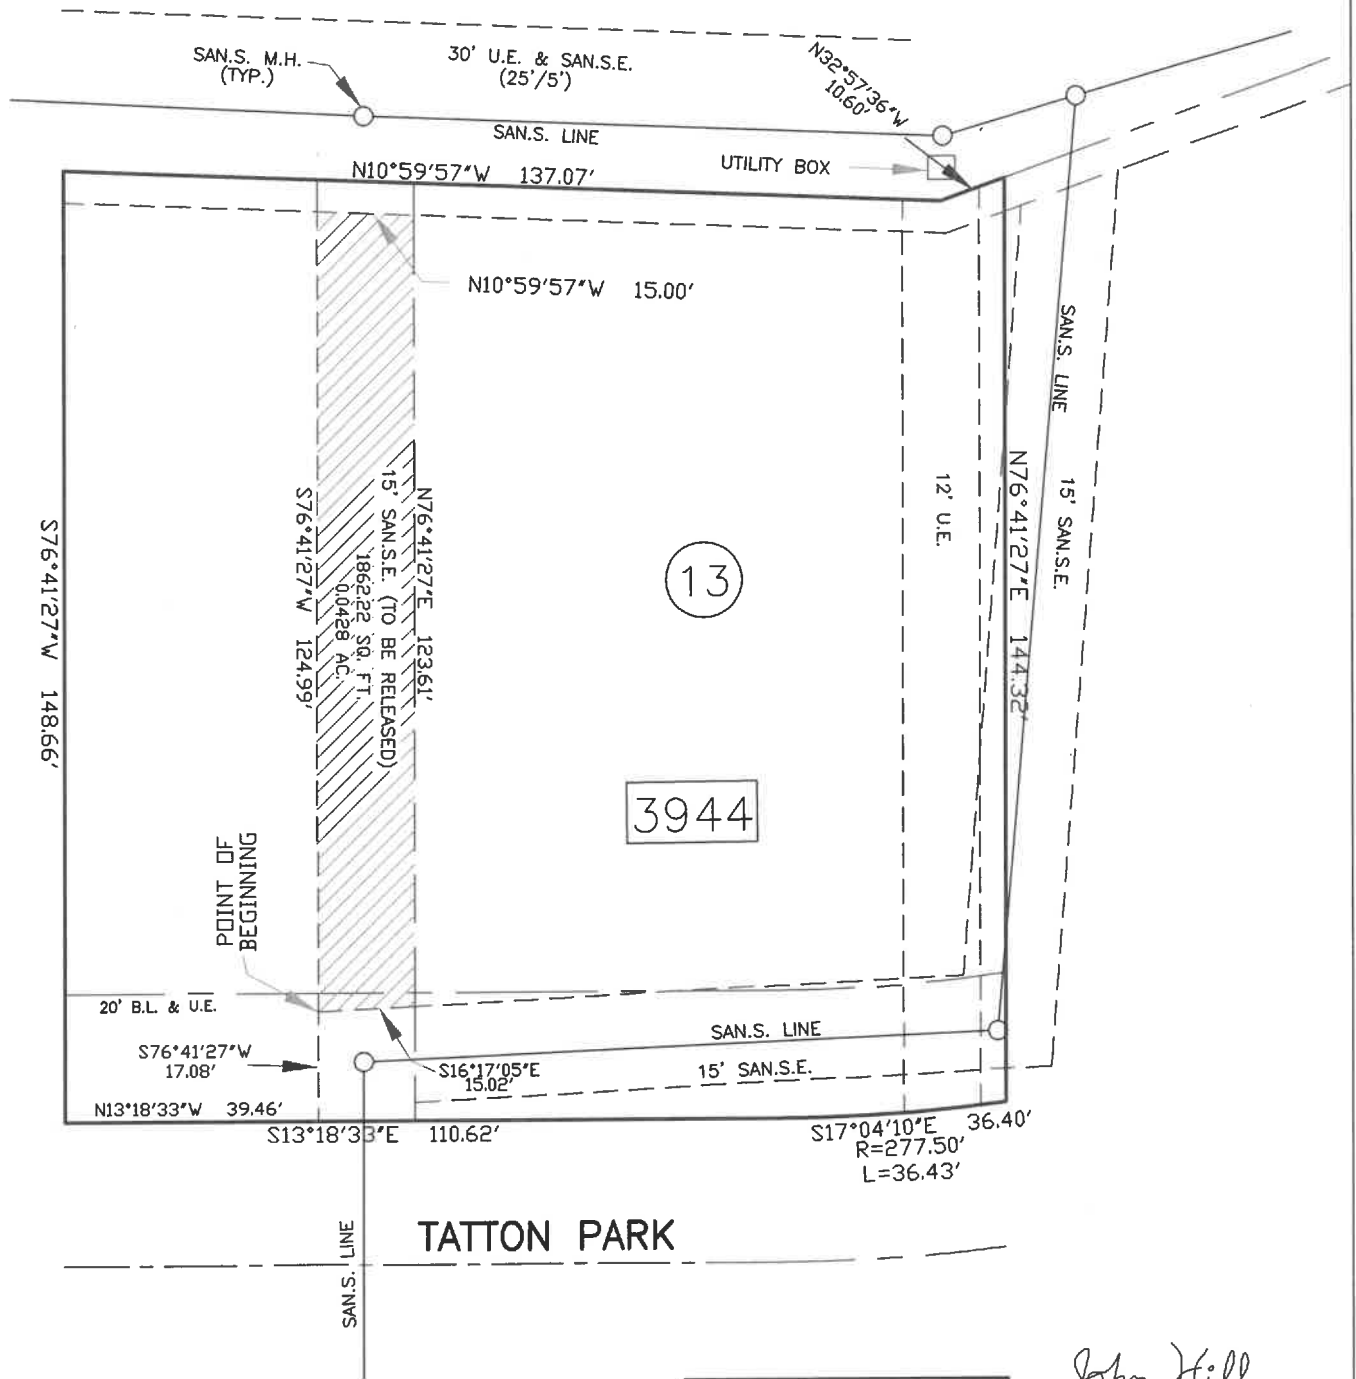 SAN.S. M.H.
(TYP.)
30' U.E. & SAN.S.E.
(25'/5')
N32°57'36"W
10.60'
SAN.S. LINE
N10°59'57"W 137.07'
UTILITY BOX
N10°59'57"W 15.00'
SAN.S. LINE
15' SAN.S.E.
N76°41'27"E 144.32'
12' U.E.
S76°41'27"W 148.66'
S76°41'27"W 124.99'
15' SAN.S.E. (TO BE RELEASED)
1862.22 SQ. FT.
0.0428 AC.
N76°41'27"E 123.61'
13
3944
POINT OF
BEGINNING
20' B.L. & U.E.
S76°41'27"W
17.08'
N13°18'33"W 39.46'
S16°17'05"E
15.02'
SAN.S. LINE
15' SAN.S.E.
S13°18'33"E 110.62'
S17°04'10"E 36.40'
R=277.50'
L=36.43'
SAN.S. LINE
TATTON PARK
John Hill